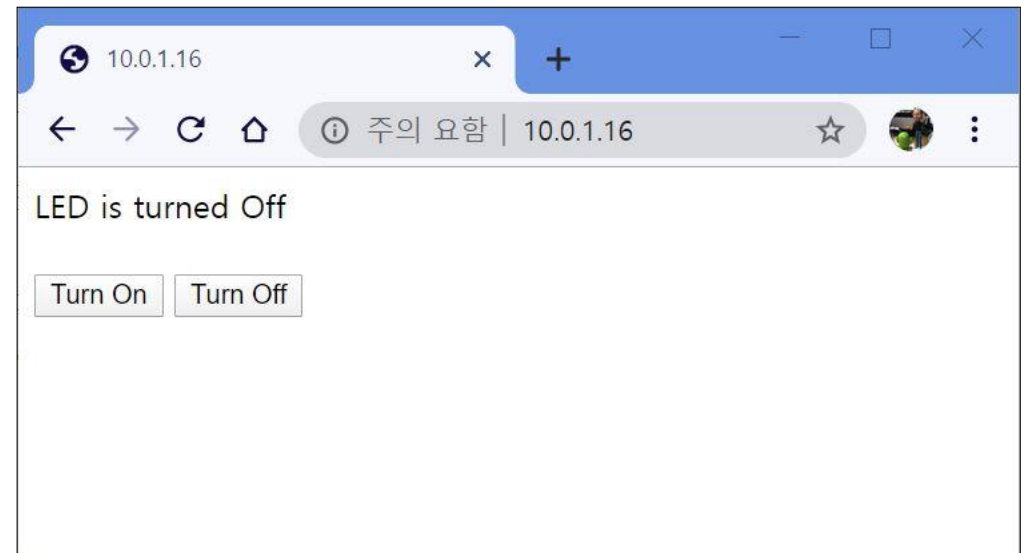 10.0.1.16
주의 요함 | 10.0.1.16
LED is turned Off
Turn On Turn Off